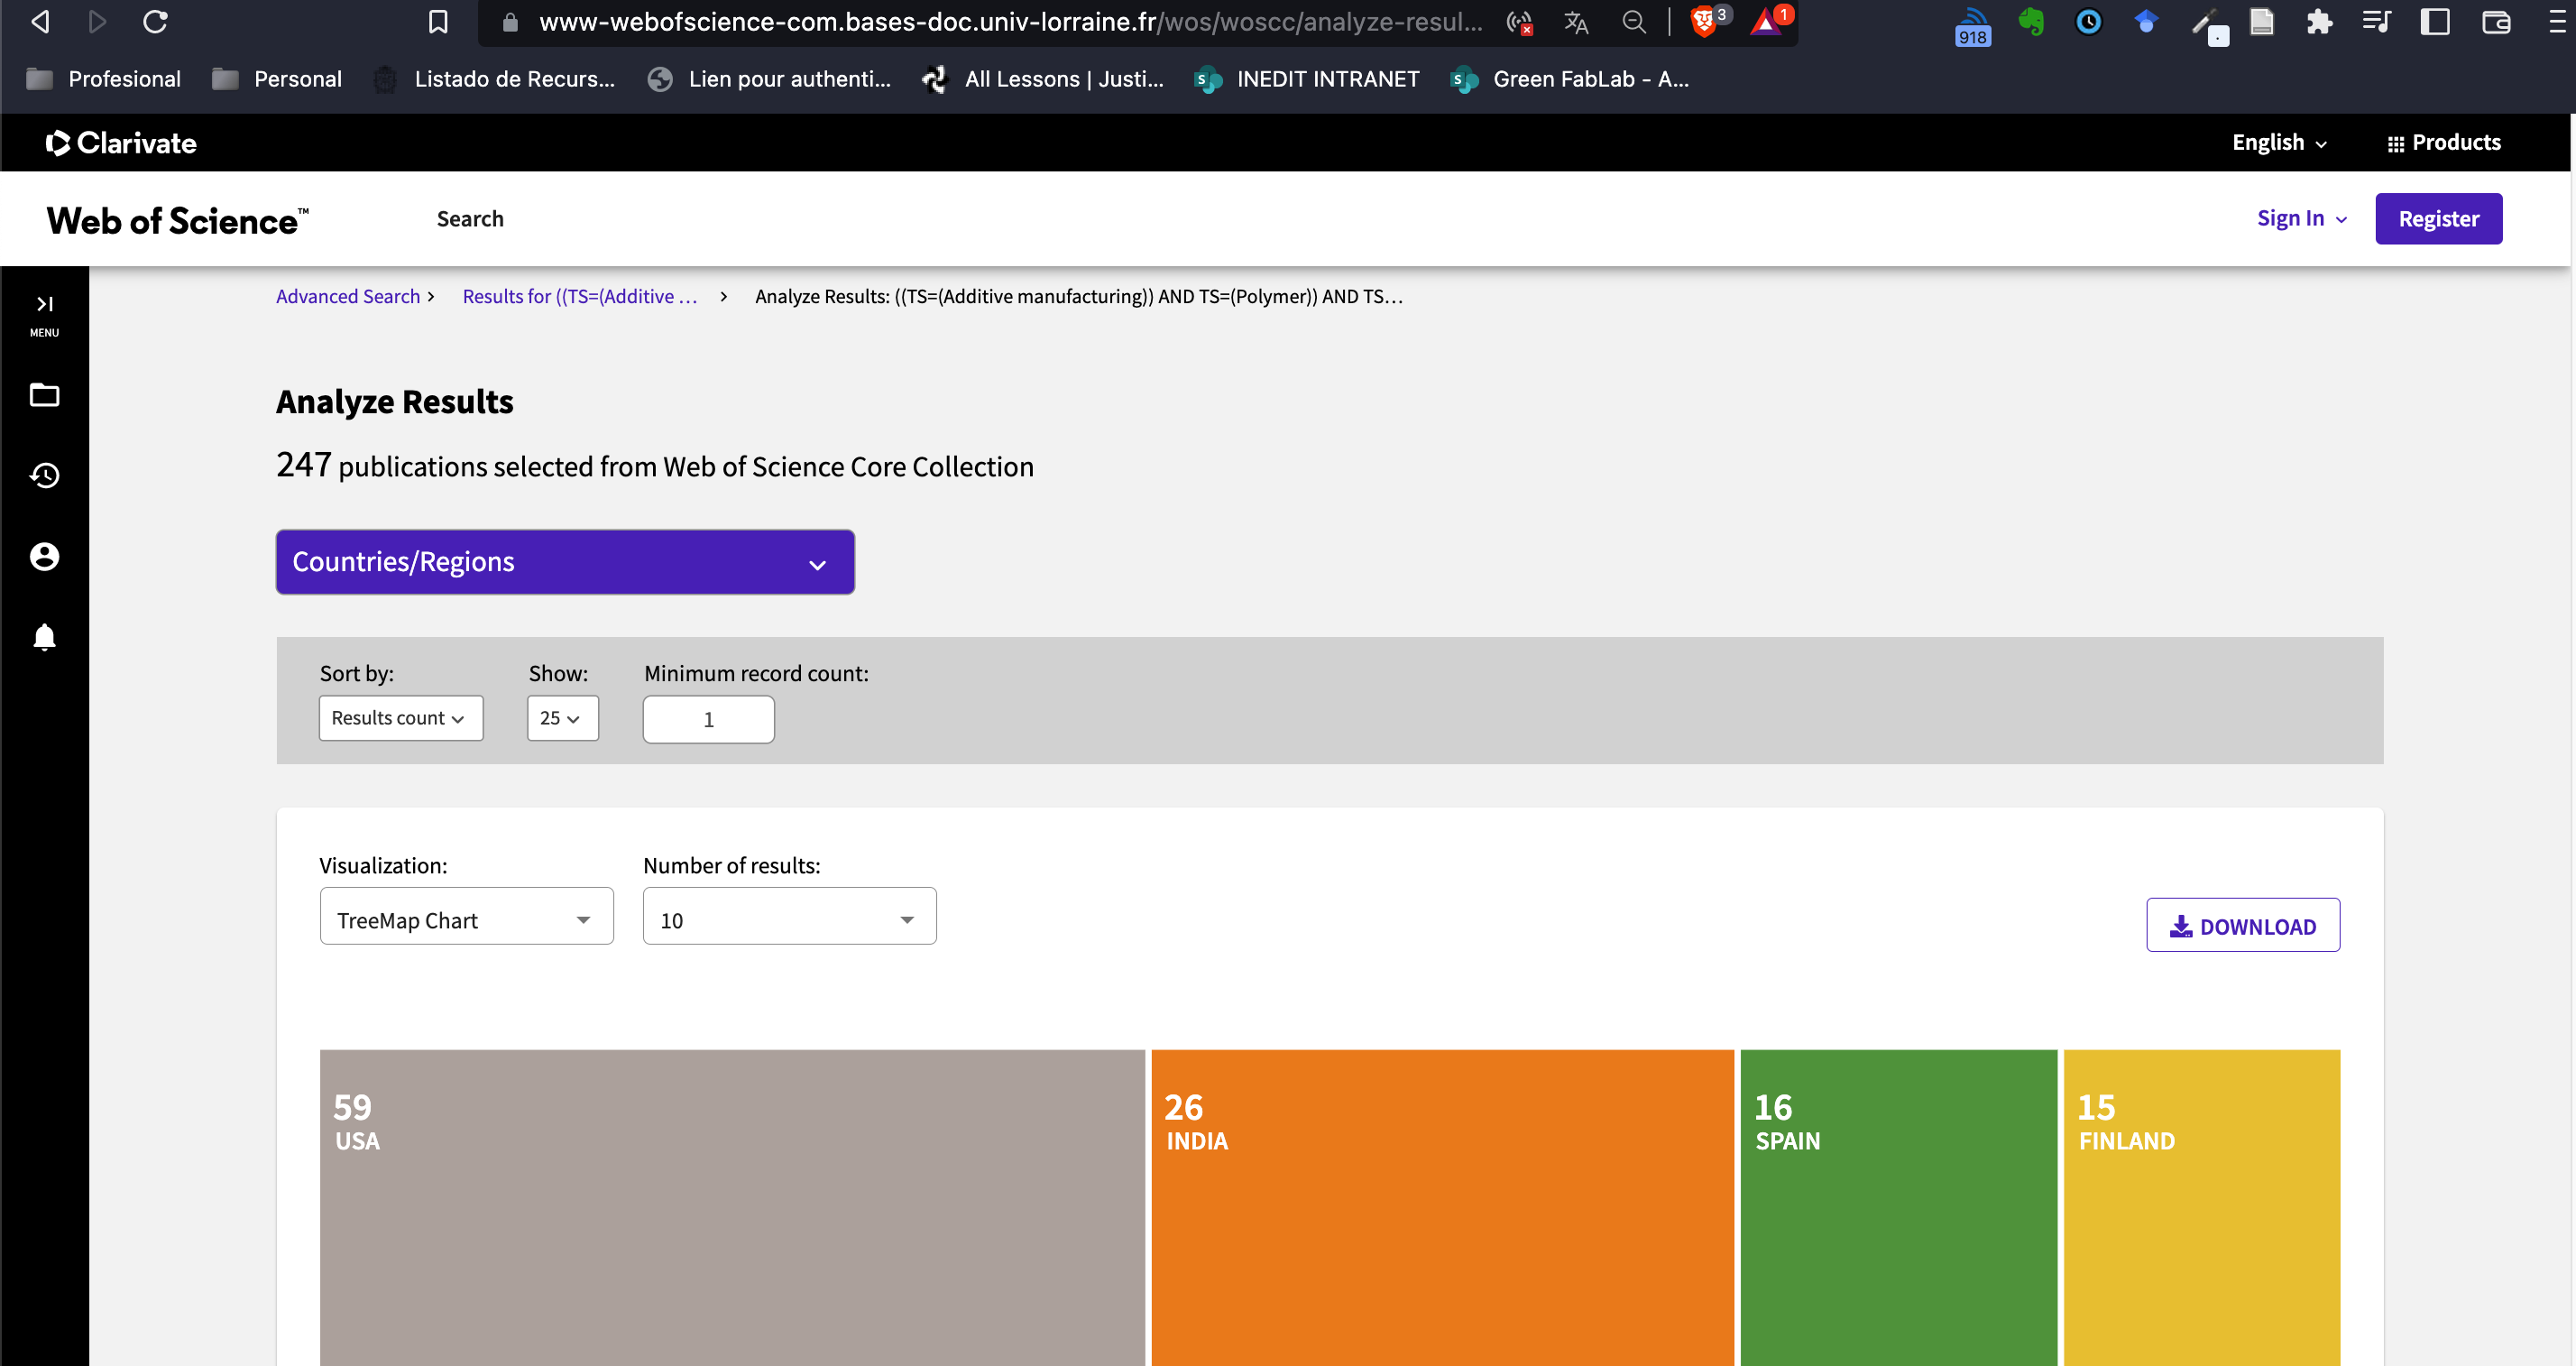 www-webofscience-com.bases-doc.univ-lorraine.fr/wos/woscc/analyze-resul...
3
1
918
Profesional
Personal
Listado de Recurs...
Lien pour authenti...
All Lessons | Justi...
INEDIT INTRANET
Green FabLab - A...
Clarivate
English
Products
Web of Science™
Search
Sign In
Register
MENU
Advanced Search
Results for ((TS=(Additive ...
Analyze Results: ((TS=(Additive manufacturing)) AND TS=(Polymer)) AND TS...
Analyze Results
247 publications selected from Web of Science Core Collection
Countries/Regions
Sort by:
Show:
Minimum record count:
Results count
25
1
Visualization:
Number of results:
TreeMap Chart
10
DOWNLOAD
59
USA
26
INDIA
16
SPAIN
15
FINLAND